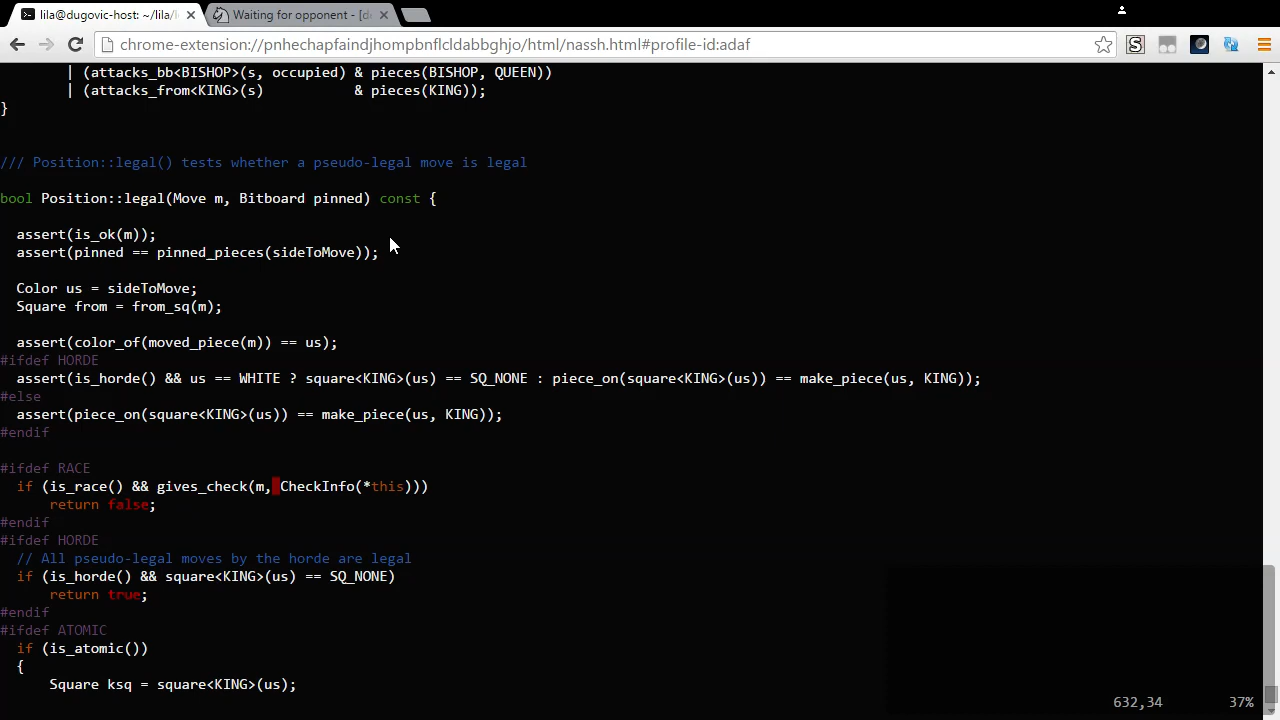 lila@dugovic-host: ~/lila/l
Waiting for opponent - [d
chrome-extension://pnhechapfaindjhompbnflcldabbghjo/html/nassh.html#profile-id:adaf
| (attacks_bb<BISHOP>(s, occupied) & pieces(BISHOP, QUEEN))
| (attacks_from<KING>(s) & pieces(KING));
}
/// Position::legal() tests whether a pseudo-legal move is legal
bool Position::legal(Move m, Bitboard pinned) const {
assert(is_ok(m));
assert(pinned == pinned_pieces(sideToMove));
Color us = sideToMove;
Square from = from_sq(m);
assert(color_of(moved_piece(m)) == us);
#ifdef HORDE
assert(is_horde() && us == WHITE ? square<KING>(us) == SQ_NONE : piece_on(square<KING>(us)) == make_piece(us, KING));
#else
assert(piece_on(square<KING>(us)) == make_piece(us, KING));
#endif
#ifdef RACE
if (is_race() && gives_check(m, CheckInfo(*this)))
return false;
#endif
#ifdef HORDE
// All pseudo-legal moves by the horde are legal
if (is_horde() && square<KING>(us) == SQ_NONE)
return true;
#endif
#ifdef ATOMIC
if (is_atomic())
{
Square ksq = square<KING>(us);
632,34 37%